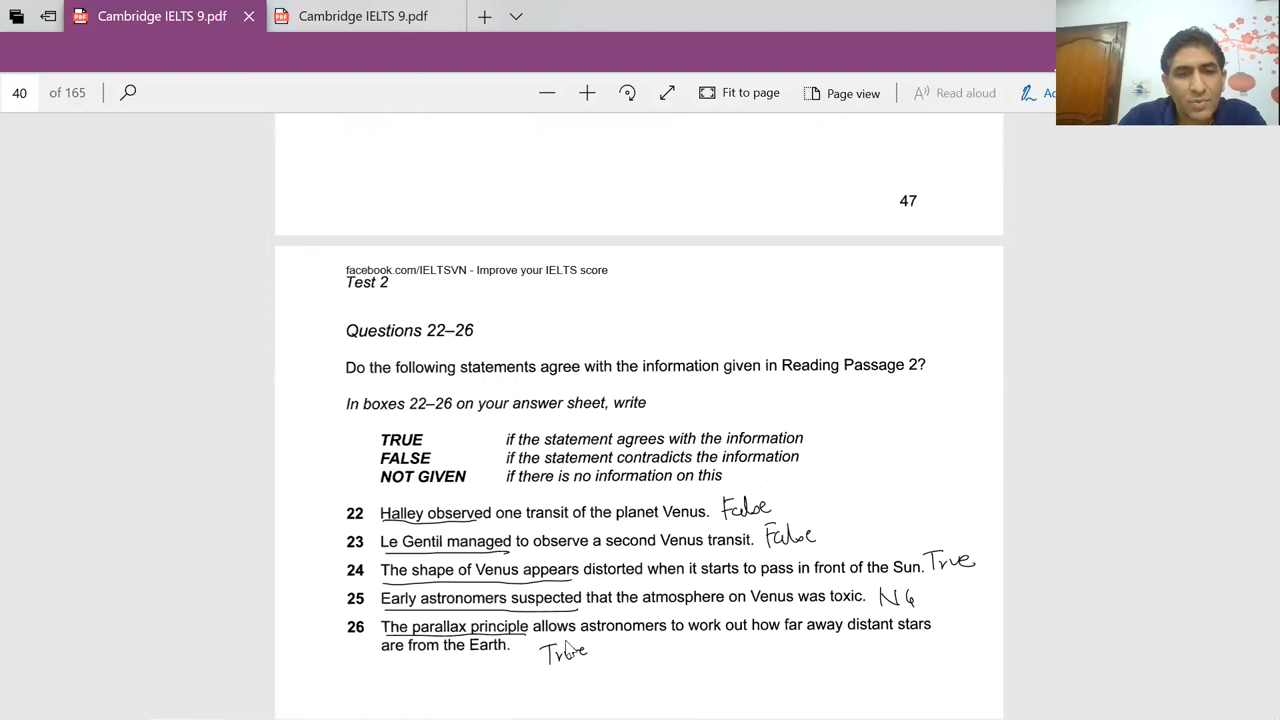 Cambridge IELTS 9.pdf
Cambridge IELTS 9.pdf
40 of 165
Fit to page
Page view
Read aloud
47
facebook.com/IELTSVN - Improve your IELTS score
Test 2
Questions 22–26
Do the following statements agree with the information given in Reading Passage 2?
In boxes 22–26 on your answer sheet, write
TRUE if the statement agrees with the information
FALSE if the statement contradicts the information
NOT GIVEN if there is no information on this
22 Halley observed one transit of the planet Venus. False
23 Le Gentil managed to observe a second Venus transit. False
24 The shape of Venus appears distorted when it starts to pass in front of the Sun. True
25 Early astronomers suspected that the atmosphere on Venus was toxic. NG
26 The parallax principle allows astronomers to work out how far away distant stars
are from the Earth. True